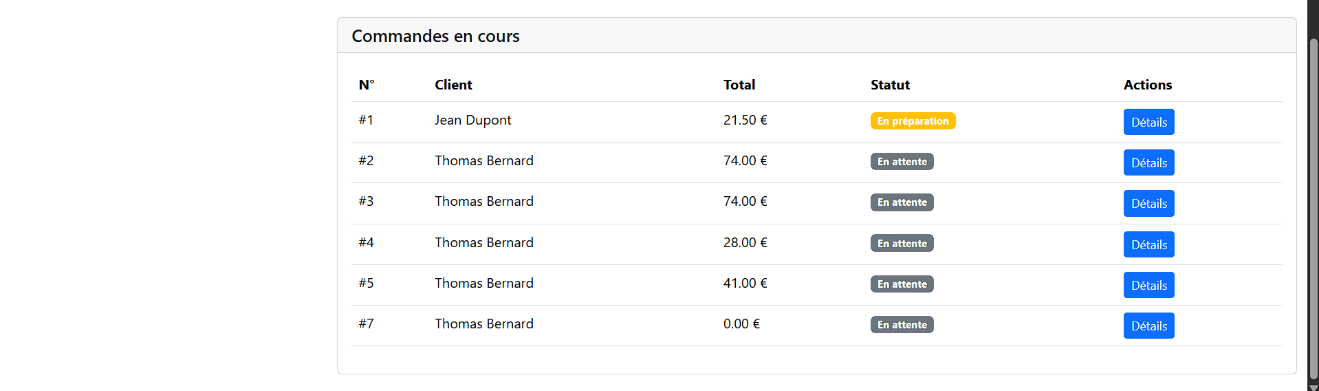 Commandes en cours
N° Client Total Statut Actions
#1 Jean Dupont 21.50 € En préparation Détails
#2 Thomas Bernard 74.00 € En attente Détails
#3 Thomas Bernard 74.00 € En attente Détails
#4 Thomas Bernard 28.00 € En attente Détails
#5 Thomas Bernard 41.00 € En attente Détails
#7 Thomas Bernard 0.00 € En attente Détails